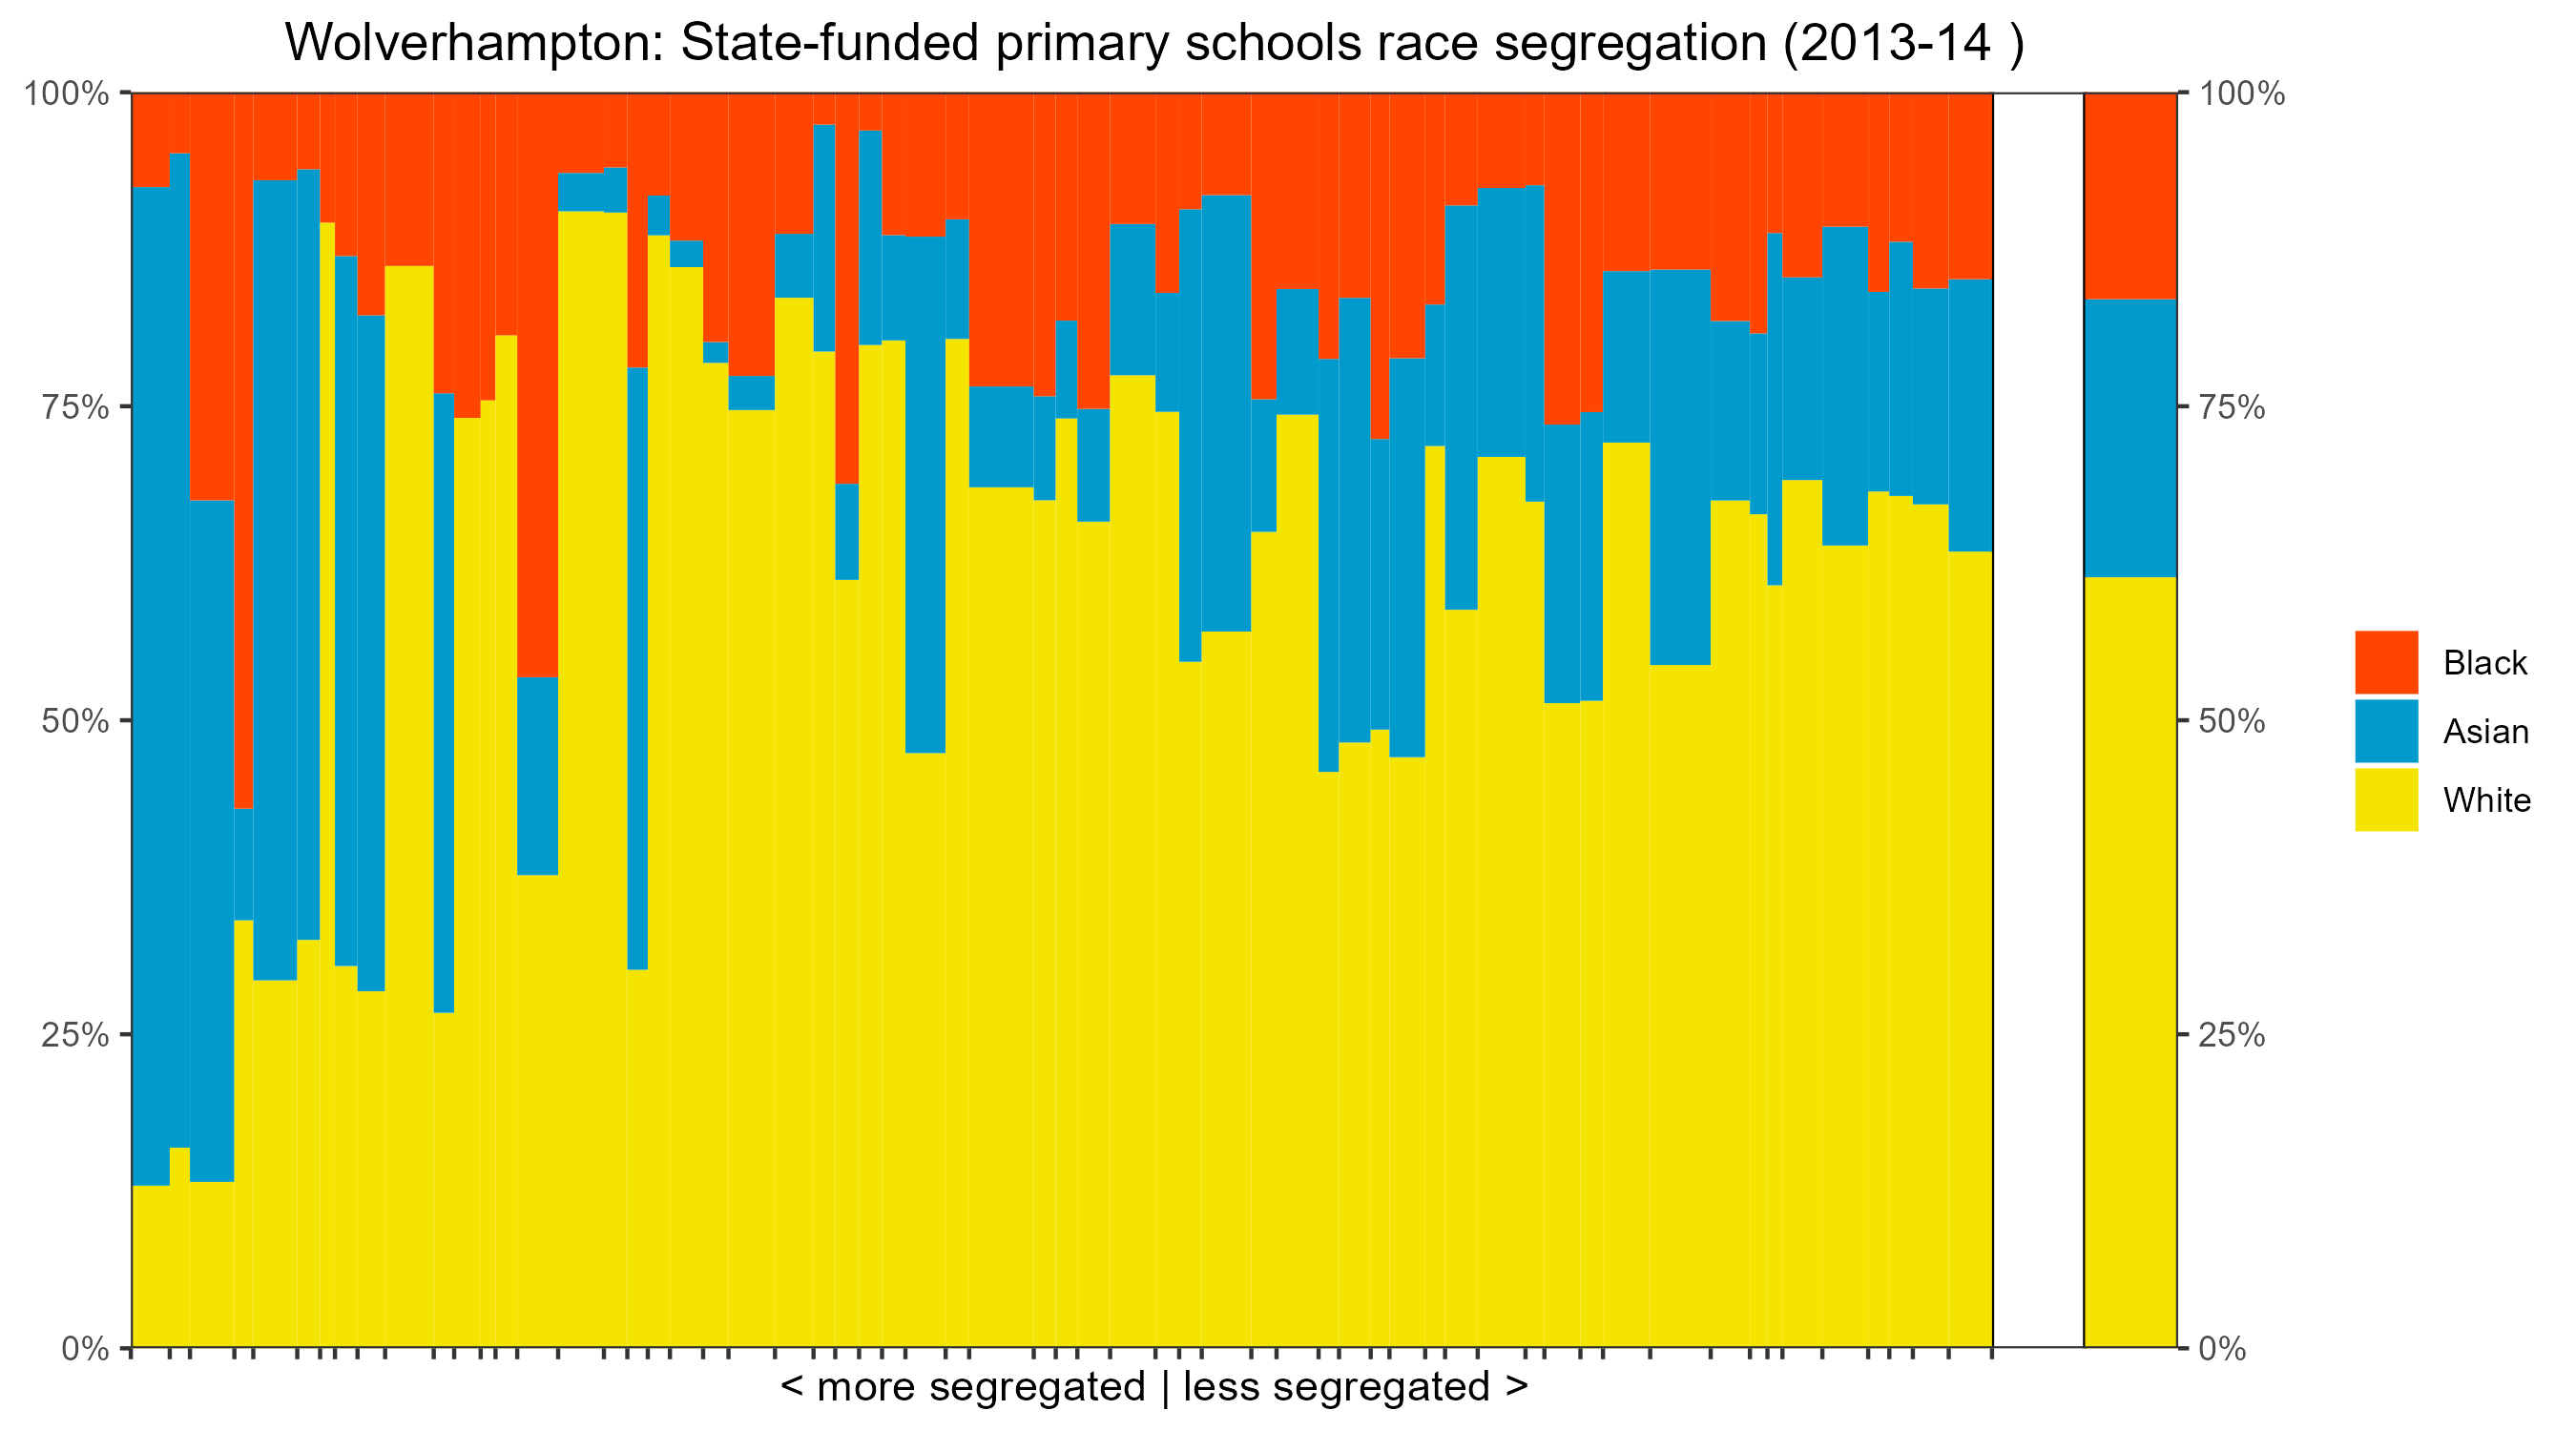 Wolverhampton: State-funded primary schools race segregation (2013-14 )
100%
75%
50%
25%
0%
100%
75%
50%
25%
0%
Black
Asian
White
< more segregated | less segregated >